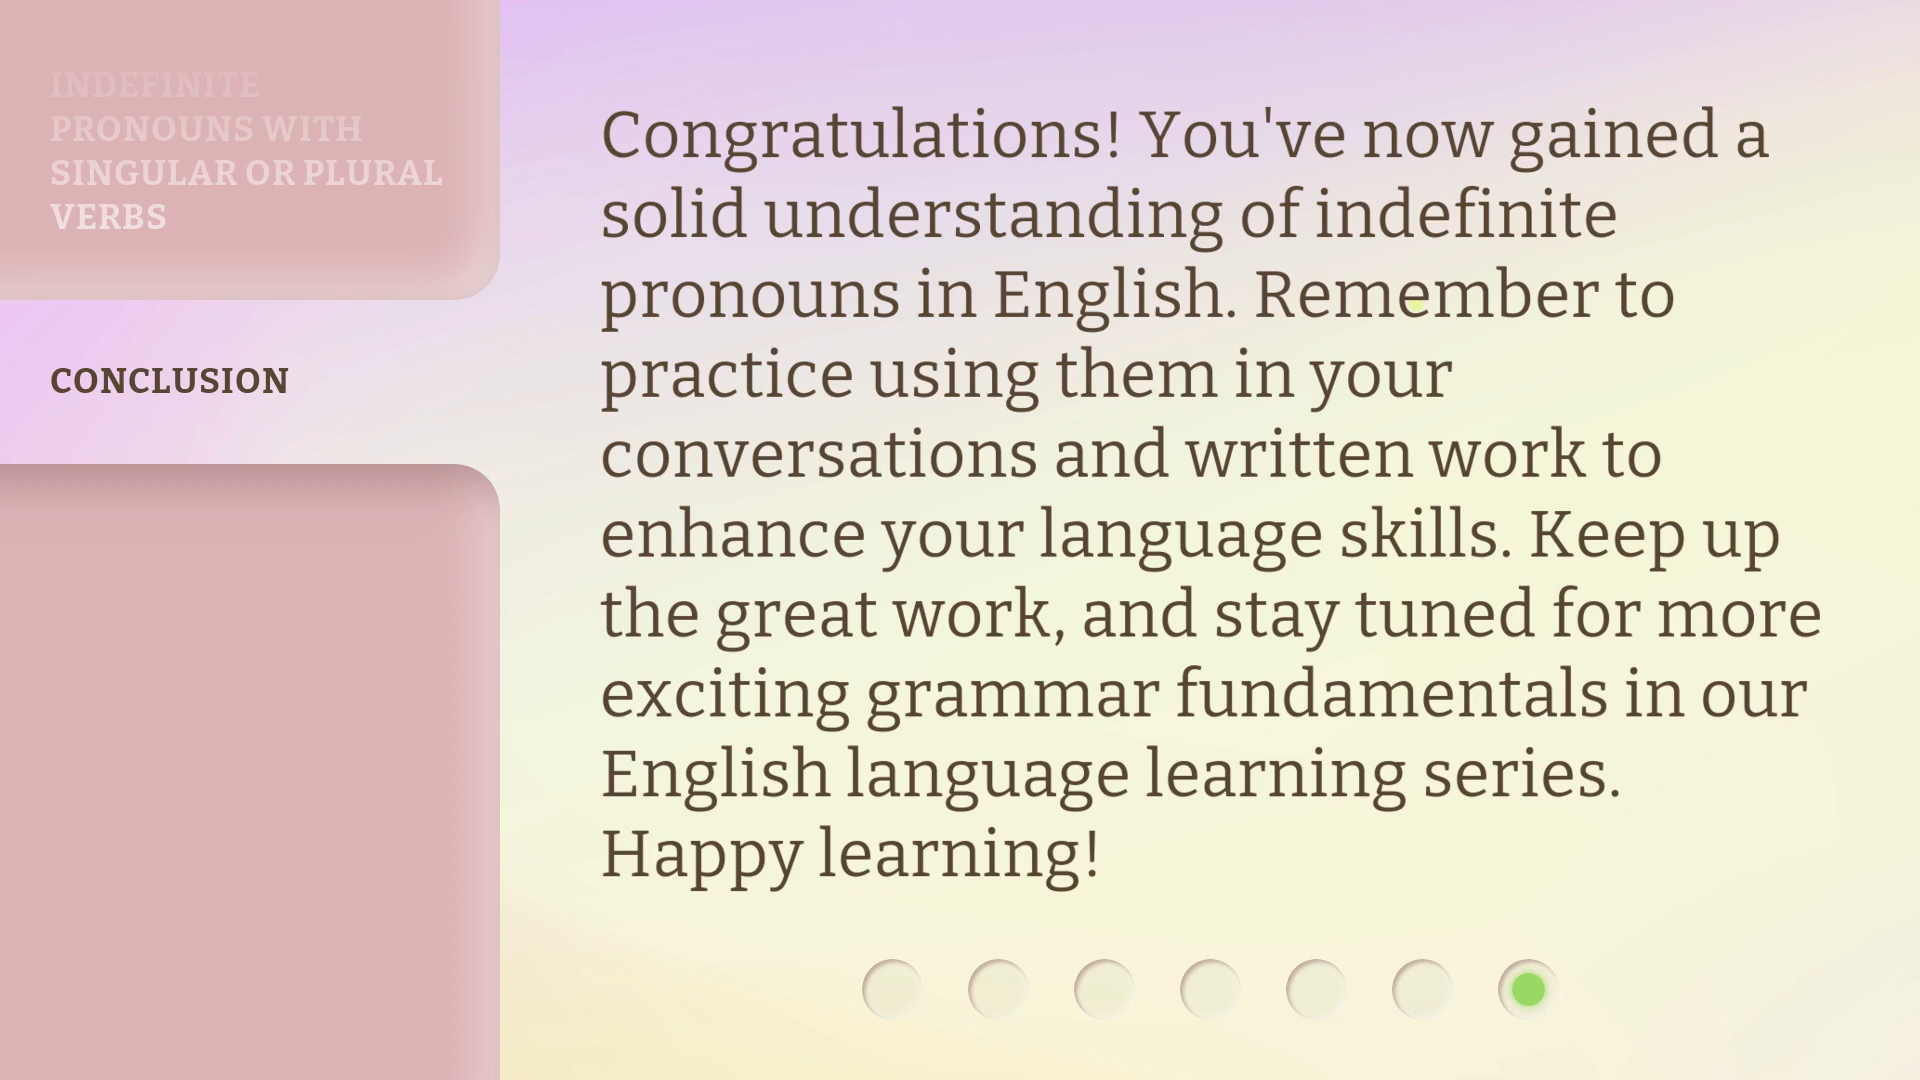 INDEFINITE
PRONOUNS WITH
SINGULAR OR PLURAL
VERBS
CONCLUSION
Congratulations! You've now gained a
solid understanding of indefinite
pronouns in English. Remember to
practice using them in your
conversations and written work to
enhance your language skills. Keep up
the great work, and stay tuned for more
exciting grammar fundamentals in our
English language learning series.
Happy learning!